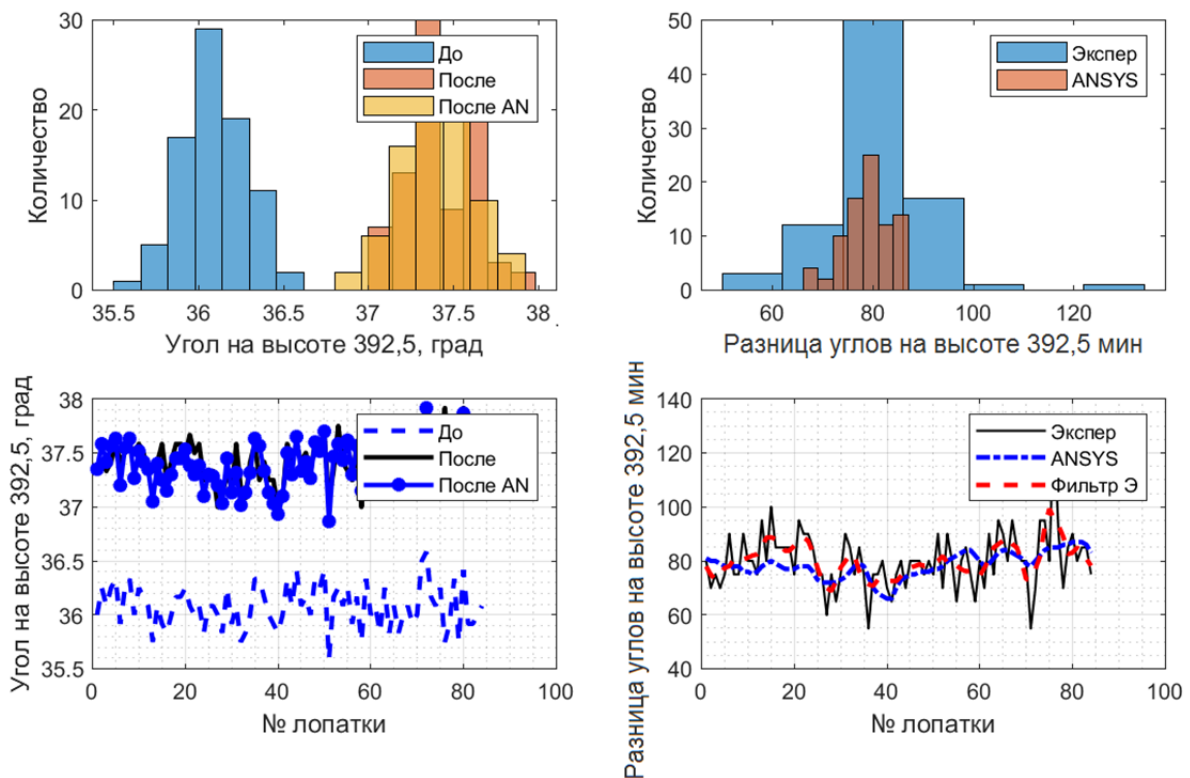 30
20
10
0
Количество
До
После
После AN
35.5 36 36.5 37 37.5 38
Угол на высоте 392,5, град
50
40
30
20
10
0
Количество
Экспер
ANSYS
60 80 100 120
Разница углов на высоте 392,5 мин
38
37.5
37
36.5
36
35.5
Угол на высоте 392,5, град
До
После
После AN
0 20 40 60 80 100
№ лопатки
140
120
100
80
60
40
Разница углов на высоте 392,5 мин
Экспер
ANSYS
Фильтр Э
0 20 40 60 80 100
№ лопатки